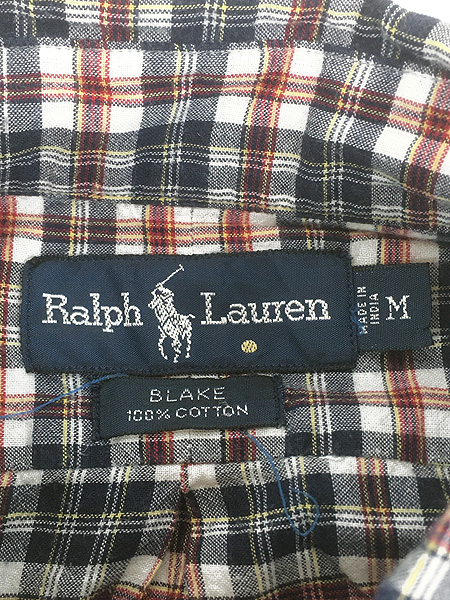 Ralph Lauren
MADE IN
INDIA
M
BLAKE
100% COTTON